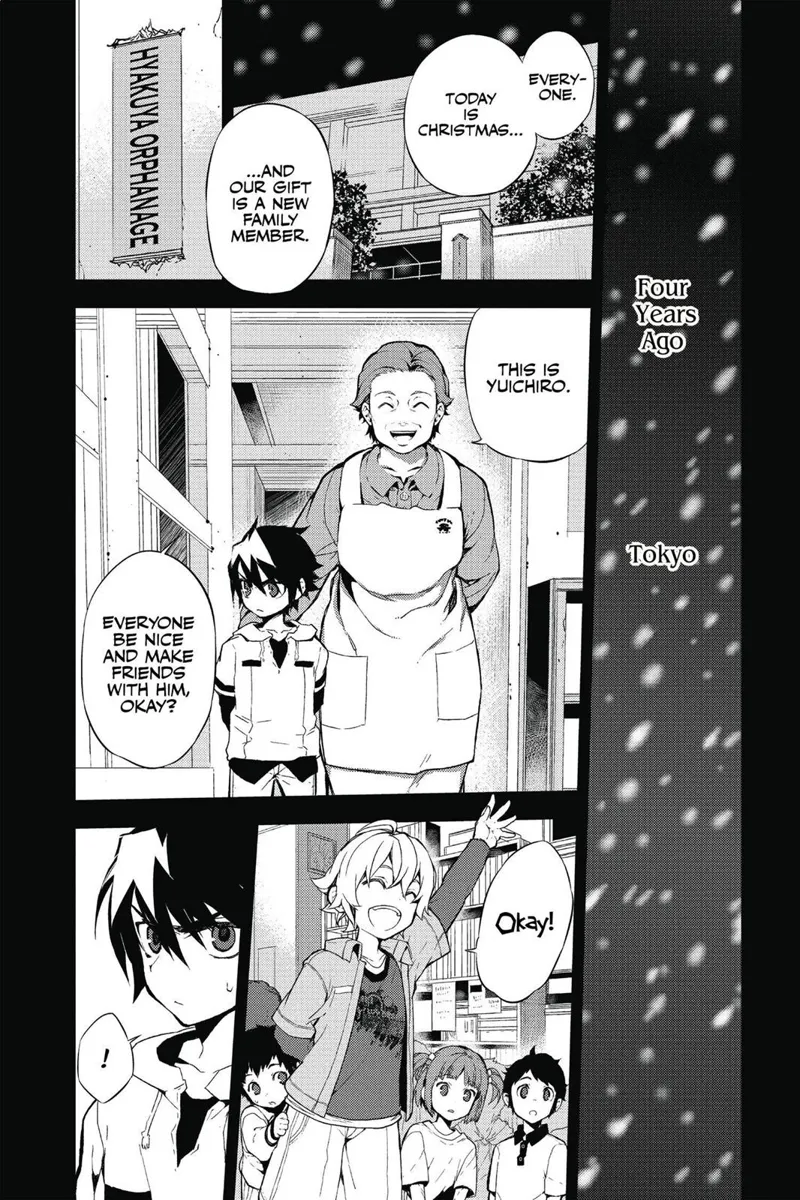 Four
Years
Ago
Tokyo
EVERY-
ONE.
TODAY
IS
CHRISTMAS...
...AND
OUR GIFT
IS A NEW
FAMILY
MEMBER.
HYAKUYA ORPHANAGE
THIS IS
YUICHIRO.
EVERYONE
BE NICE
AND MAKE
FRIENDS
WITH HIM,
OKAY?
Okay!
!